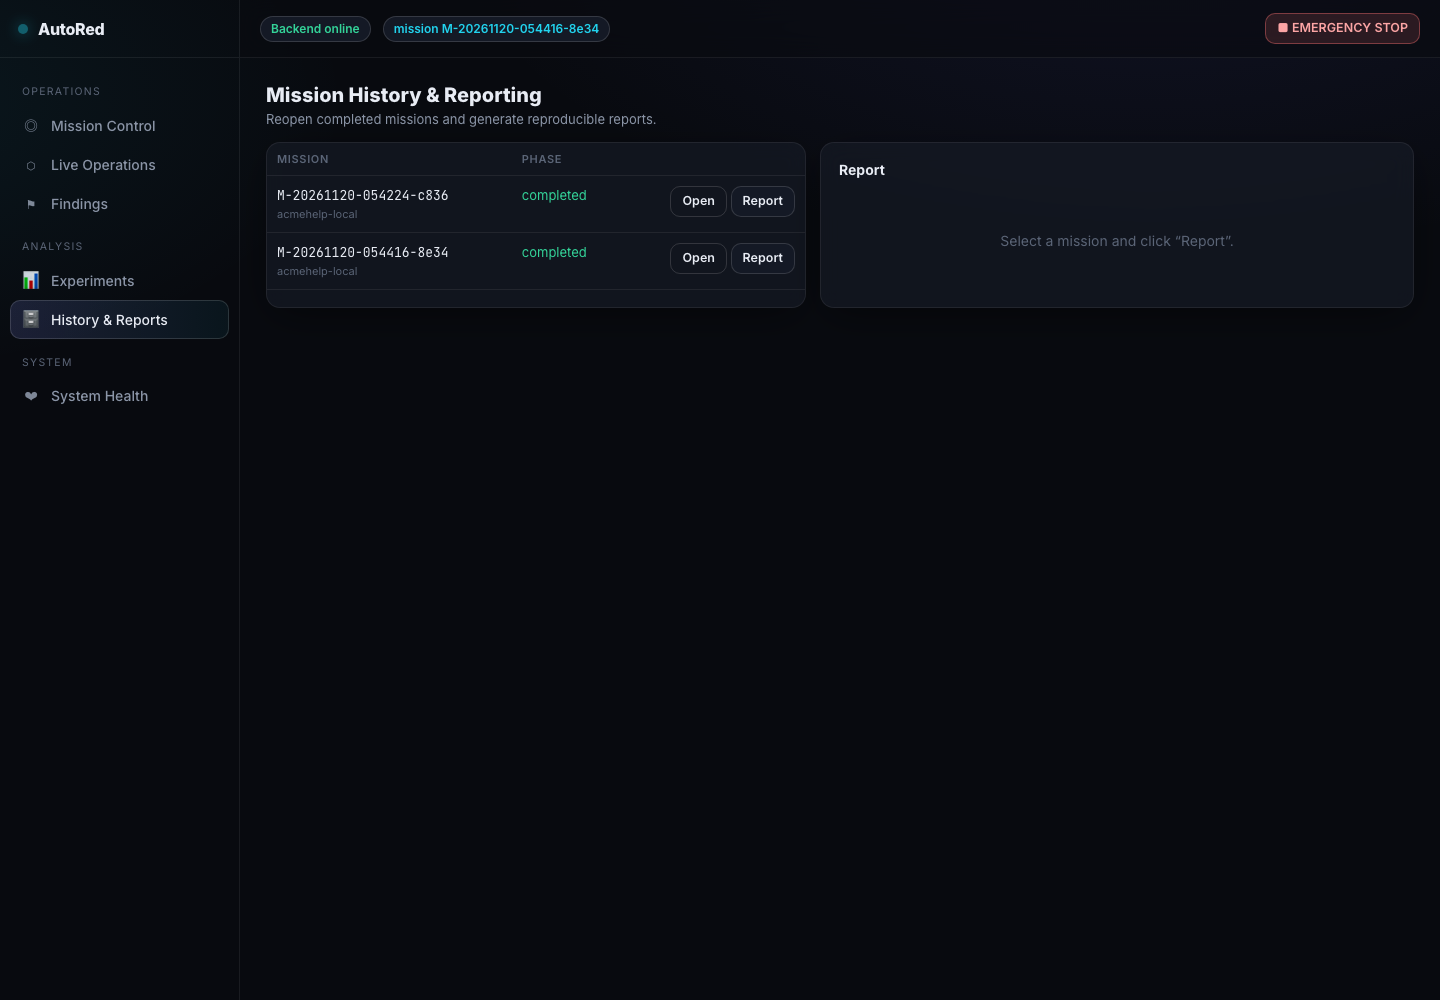 AutoRed
Backend online
mission M-20261120-054416-8e34
EMERGENCY STOP
OPERATIONS
Mission Control
Live Operations
Findings
ANALYSIS
Experiments
History & Reports
SYSTEM
System Health
Mission History & Reporting
Reopen completed missions and generate reproducible reports.
MISSION PHASE
M-20261120-054224-c836 completed Open Report
acmehelp-local
M-20261120-054416-8e34 completed Open Report
acmehelp-local
Report
Select a mission and click “Report”.